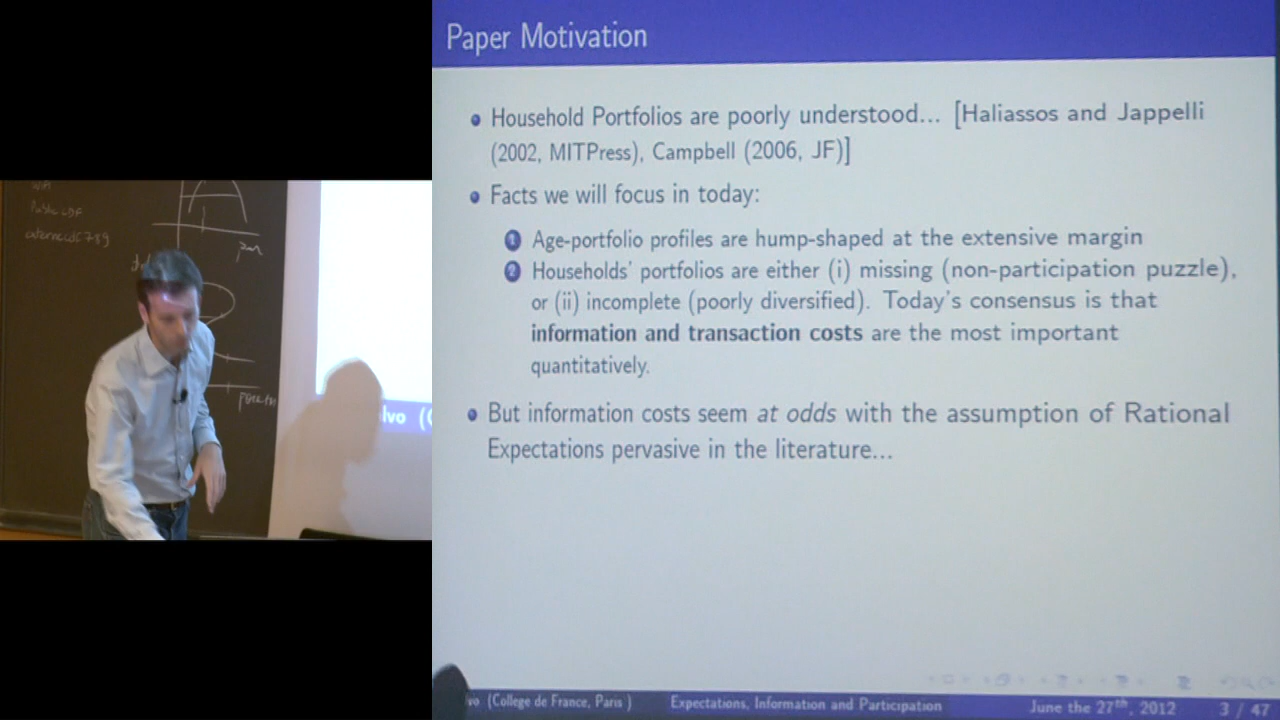 Paper Motivation
Household Portfolios are poorly understood... [Haliassos and Jappelli
(2002, MITPress), Campbell (2006, JF)]
Facts we will focus in today:
1 Age-portfolio profiles are hump-shaped at the extensive margin
2 Households' portfolios are either (i) missing (non-participation puzzle),
or (ii) incomplete (poorly diversified). Today's consensus is that
information and transaction costs are the most important
quantitatively.
But information costs seem at odds with the assumption of Rational
Expectations pervasive in the literature...
lvo (
vo (College de France, Paris ) Expectations, Information and Participation June the 27th, 2012 3 / 47